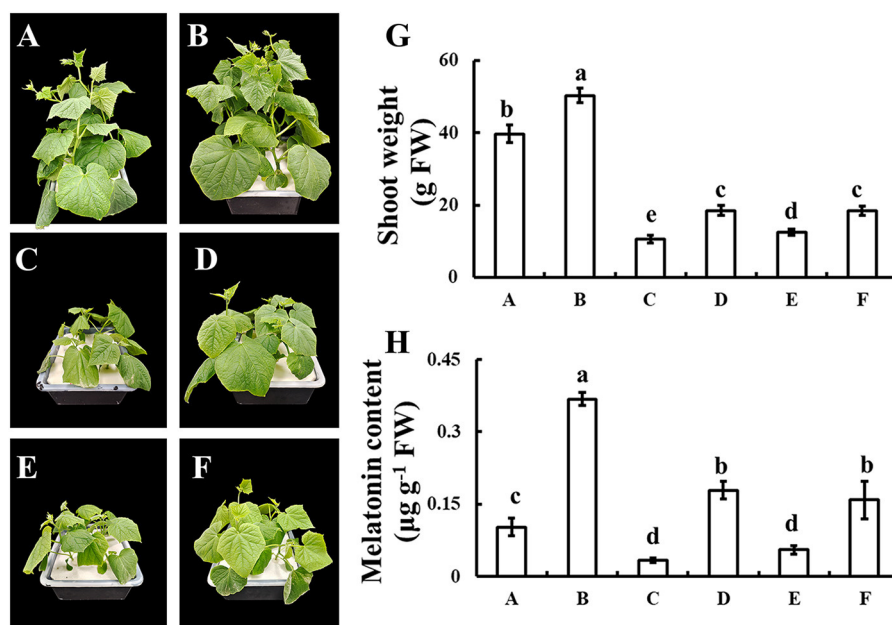 A
B
C
D
E
F
G
Shoot weight
(g FW)
60
40
20
0
b
a
e
c
d
c
A B C D E F
H
Melatonin content
(µg g⁻¹ FW)
0.45
0.3
0.15
0
c
a
d
b
d
b
A B C D E F